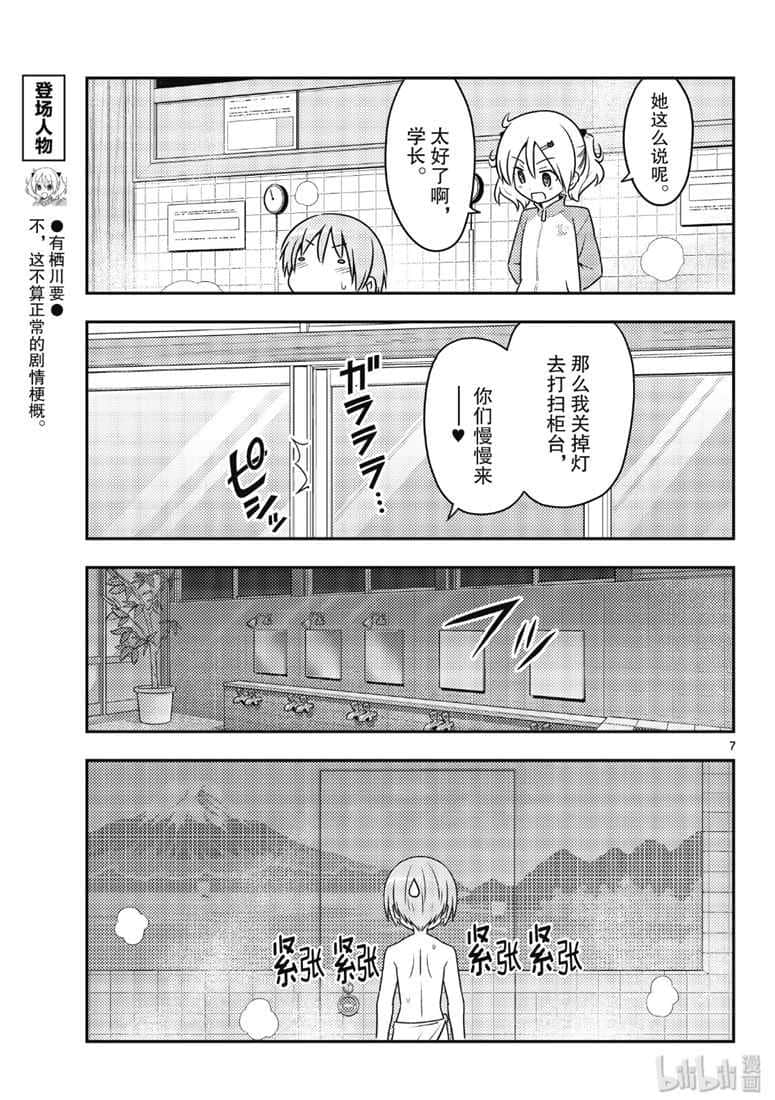 登场人物
●有栖川要●
不，这不算正常的剧情梗概。
她这么说呢。
太好了啊，
学长。
那么我关掉灯
去打扫柜台，
你们慢慢来
——♥
ガラララ…
ピシッ
フッ
7
紧张 紧张 紧张 紧张
bilibili
漫画